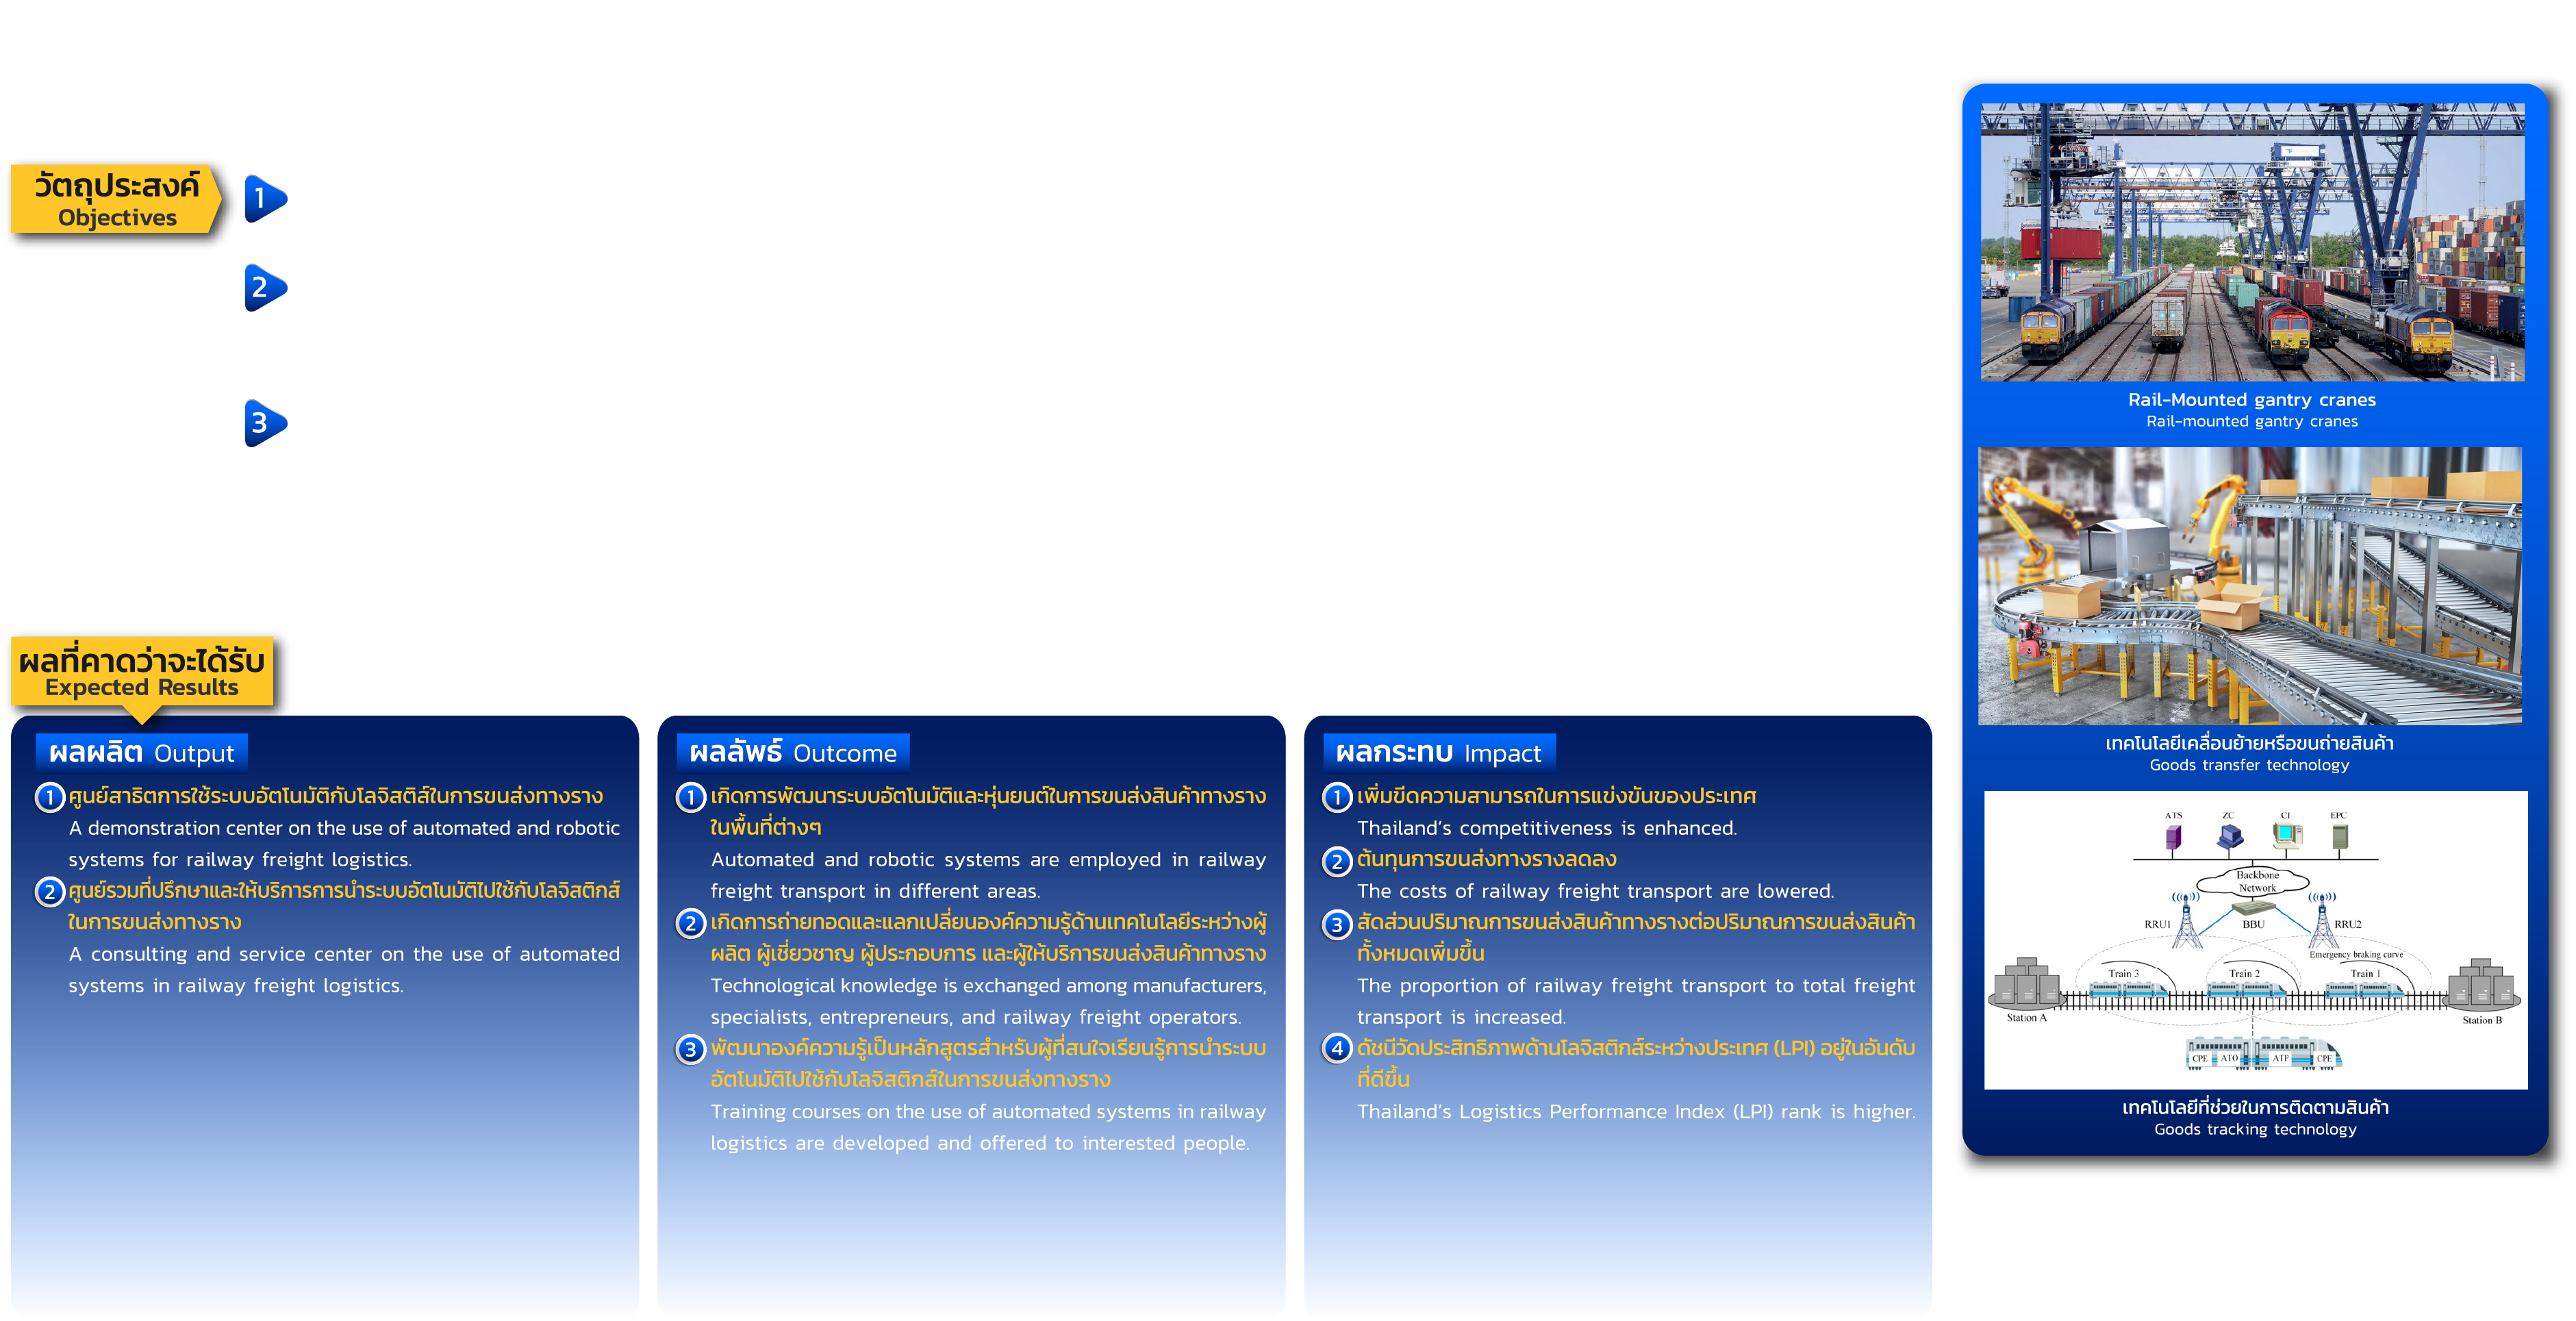 วัตถุประสงค์
Objectives
1
2
3
ผลที่คาดว่าจะได้รับ
Expected Results
ผลผลิต Output
1 ศูนย์สาธิตการใช้ระบบอัตโนมัติกับโลจิสติส์ในการขนส่งทางราง
A demonstration center on the use of automated and robotic
systems for railway freight logistics.
2 ศูนย์รวมที่ปรึกษาและให้บริการการนำระบบอัตโนมัติไปใช้กับโลจิสติกส์
ในการขนส่งทางราง
A consulting and service center on the use of automated
systems in railway freight logistics.
ผลลัพธ์ Outcome
1 เกิดการพัฒนาระบบอัตโนมัติและหุ่นยนต์ในการขนส่งสินค้าทางราง
ในพื้นที่ต่างๆ
Automated and robotic systems are employed in railway
freight transport in different areas.
2 เกิดการถ่ายทอดและแลกเปลี่ยนองค์ความรู้ด้านเทคโนโลยีระหว่างผู้
ผลิต ผู้เชี่ยวชาญ ผู้ประกอบการ และผู้ให้บริการขนส่งสินค้าทางราง
Technological knowledge is exchanged among manufacturers,
specialists, entrepreneurs, and railway freight operators.
3 พัฒนาองค์ความรู้เป็นหลักสูตรสำหรับผู้ที่สนใจเรียนรู้การนำระบบ
อัตโนมัติไปใช้กับโลจิสติกส์ในการขนส่งทางราง
Training courses on the use of automated systems in railway
logistics are developed and offered to interested people.
ผลกระทบ Impact
1 เพิ่มขีดความสามารถในการแข่งขันของประเทศ
Thailand's competitiveness is enhanced.
2 ต้นทุนการขนส่งทางรางลดลง
The costs of railway freight transport are lowered.
3 สัดส่วนปริมาณการขนส่งสินค้าทางรางต่อปริมาณการขนส่งสินค้า
ทั้งหมดเพิ่มขึ้น
The proportion of railway freight transport to total freight
transport is increased.
4 ดัชนีวัดประสิทธิภาพด้านโลจิสติกส์ระหว่างประเทศ (LPI) อยู่ในอันดับ
ที่ดีขึ้น
Thailand's Logistics Performance Index (LPI) rank is higher.
Rail-Mounted gantry cranes
Rail-mounted gantry cranes
เทคโนโลยีเคลื่อนย้ายหรือขนถ่ายสินค้า
Goods transfer technology
ATS ZC CI EPC
Backbone
Network
RRU1 BBU RRU2
Emergency braking curve
Train 3 Train 2 Train 1
Station A Station B
CPE ATO ATP CPE
เทคโนโลยีที่ช่วยในการติดตามสินค้า
Goods tracking technology